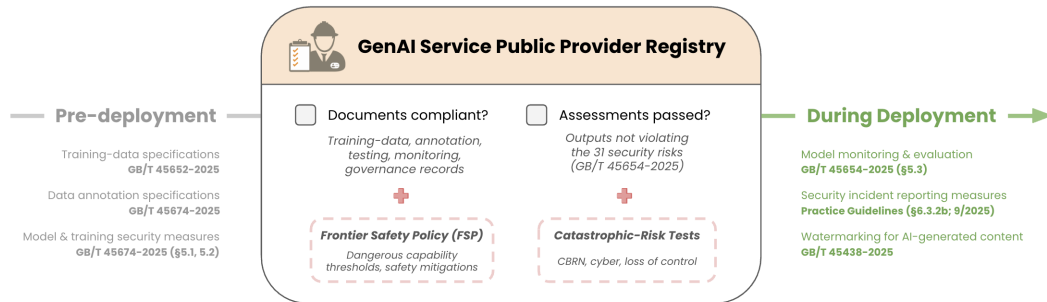 GenAI Service Public Provider Registry
Pre-deployment
Training-data specifications
GB/T 45652-2025
Data annotation specifications
GB/T 45674-2025
Model & training security measures
GB/T 45674-2025 (§5.1, 5.2)
Documents compliant?
Training-data, annotation,
testing, monitoring,
governance records
Frontier Safety Policy (FSP)
Dangerous capability
thresholds, safety mitigations
Assessments passed?
Outputs not violating
the 31 security risks
(GB/T 45654-2025)
Catastrophic-Risk Tests
CBRN, cyber, loss of control
During Deployment
Model monitoring & evaluation
GB/T 45654-2025 (§5.3)
Security incident reporting measures
Practice Guidelines (§6.3.2b; 9/2025)
Watermarking for AI-generated content
GB/T 45438-2025